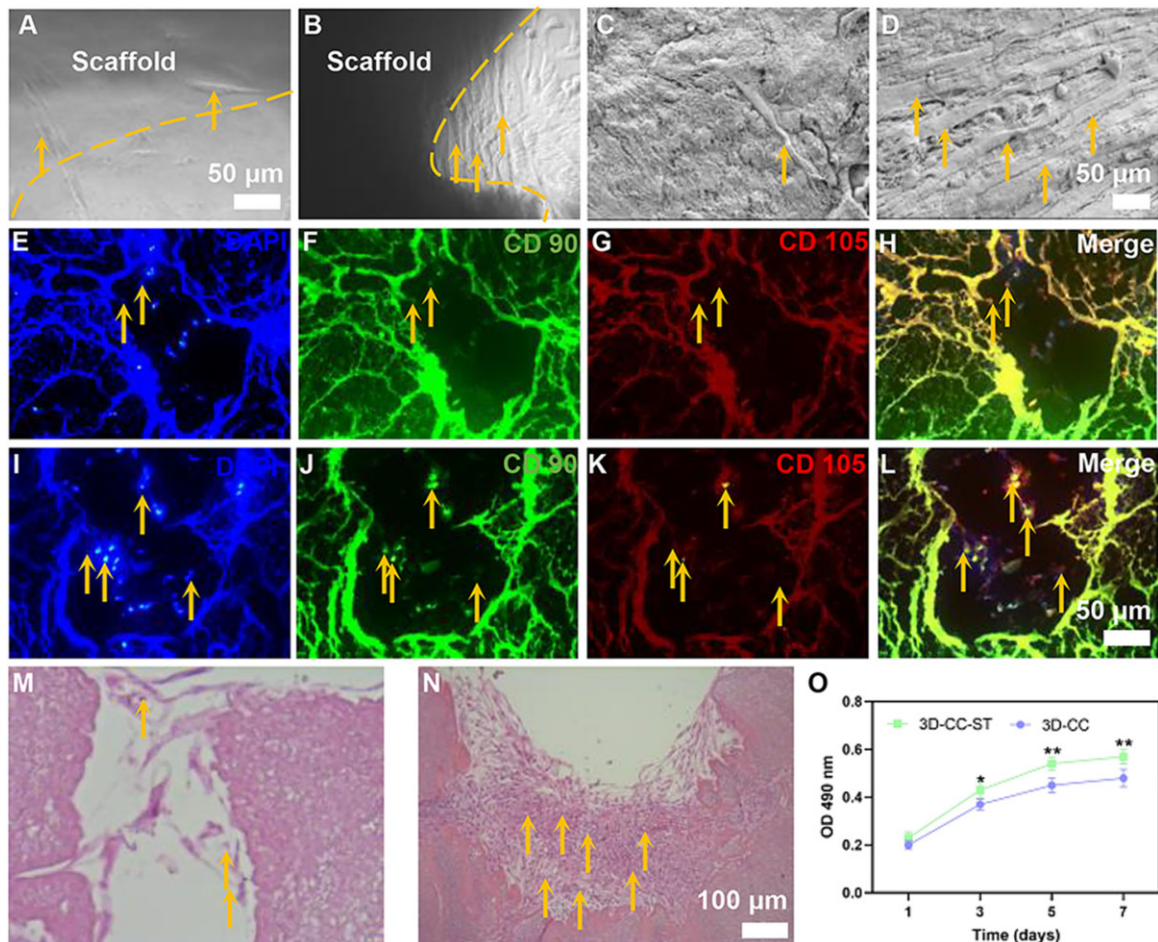 A
Scaffold
50 µm
B
Scaffold
C
D
50 µm
E
DAPI
F
CD 90
G
CD 105
H
Merge
I
DAPI
J
CD 90
K
CD 105
L
Merge
50 µm
M
N
100 µm
O
3D-CC-ST
3D-CC
OD 490 nm
0.8
0.6
0.4
0.2
0.0
*
**
**
1
3
5
7
Time (days)